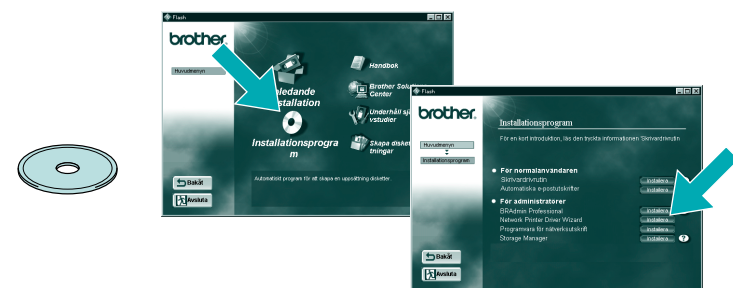 Flash
brother.
Huvudmenyn
Handbok
Brother Solu
Center
ledande
stallation
Underhåll sjä
vstudier
Installationsprogra
m
Skapa disket
tningar
Automatiskt program för att skapa en uppsättning disketter.
Bakåt
Avsluta
Flash
brother.
Installationsprogram
För en kort introduktion, läs den tryckta informationen 'Skrivardrivrutin
Huvudmenyn
Installationsprogram
För normalanvändaren
Skrivardrivrutin Installera
Automatiska e-postutskrifter Installera
För administratörer
BRAdmin Professional Installera
Network Printer Driver Wizard Installera
Programvara för nätverksutskrift Installera
Storage Manager Installera ?
Bakåt
Avsluta